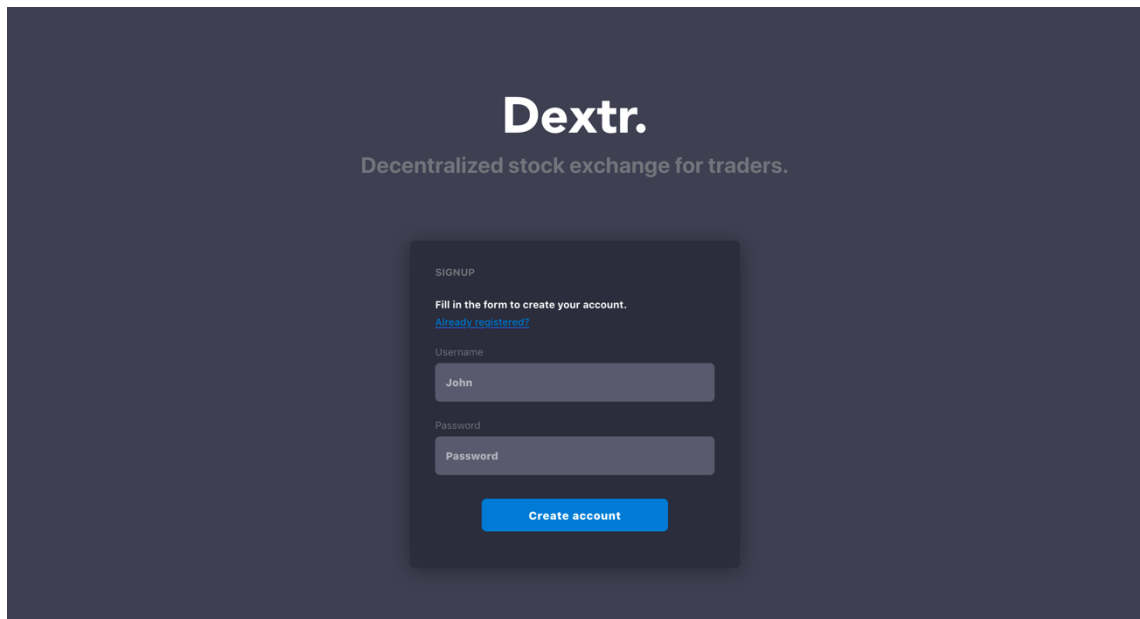 Dextr.
Decentralized stock exchange for traders.
SIGNUP
Fill in the form to create your account.
Already registered?
Username
John
Password
Password
Create account